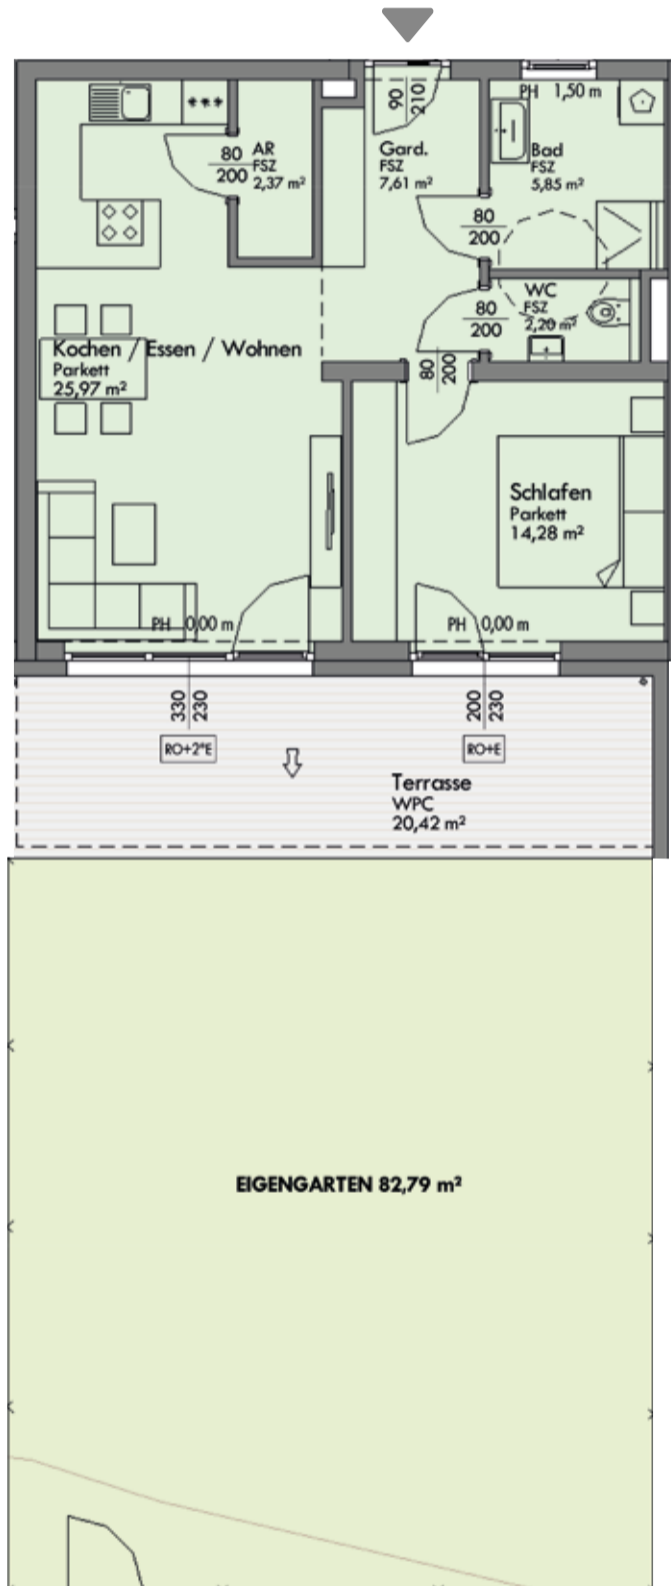 90
210
PH 1,50 m
80
200
AR
FSZ
2,37 m²
Gard.
FSZ
7,61 m²
Bad
FSZ
5,85 m²
80
200
WC
FSZ
2,20 m²
80
200
80
200
Kochen / Essen / Wohnen
Parkett
25,97 m²
Schlafen
Parkett
14,28 m²
PH 0,00 m
PH 0,00 m
330
230
RO+2*E
200
230
RO+E
Terrasse
WPC
20,42 m²
EIGENGARTEN 82,79 m²